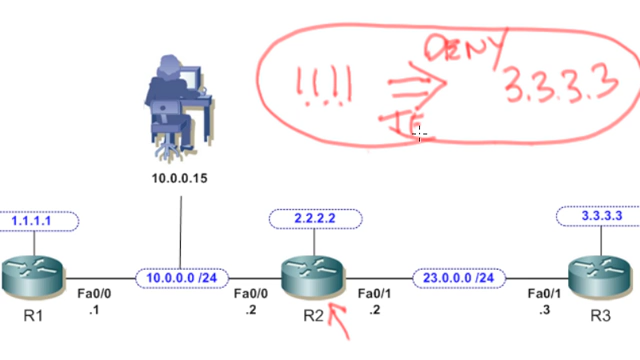 DENY
!!!! 3.3.3.3
10.0.0.15
1.1.1.1
2.2.2.2
3.3.3.3
10.0.0.0 /24
23.0.0.0 /24
Fa0/0
.1
Fa0/0
.2
Fa0/1
.2
Fa0/1
.3
R1
R2
R3